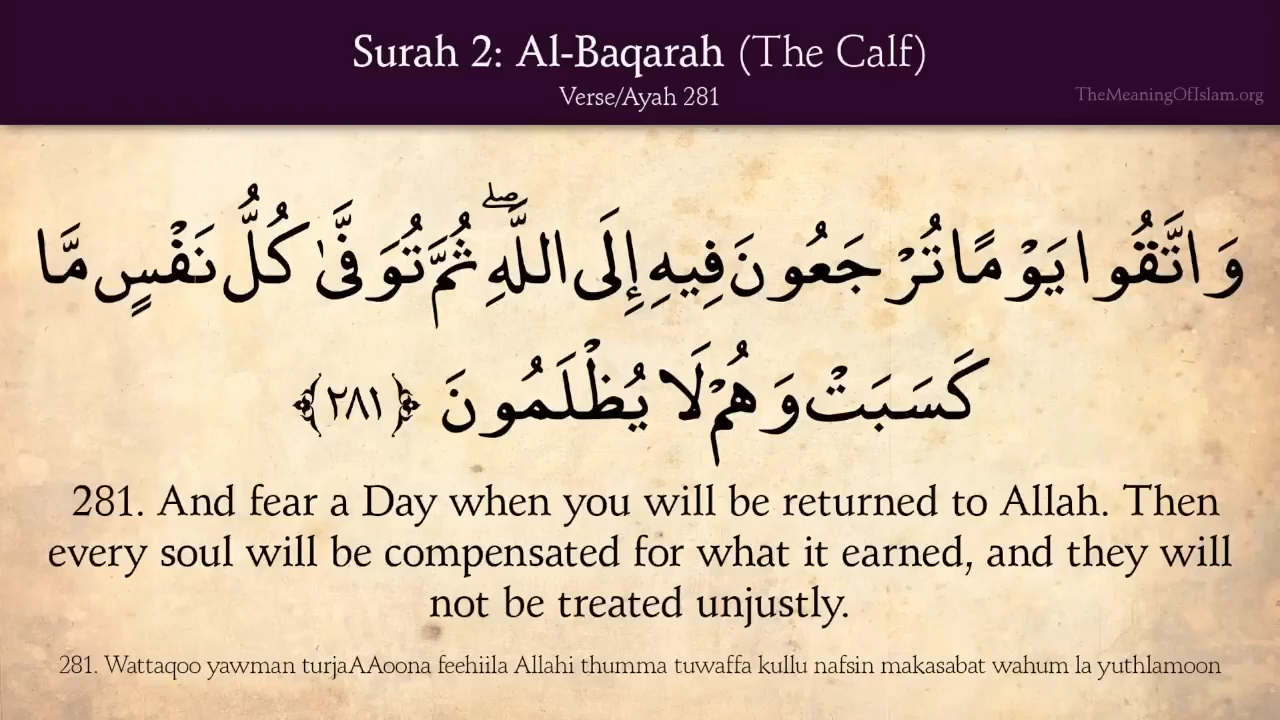 Surah 2: Al-Baqarah (The Calf)
Verse/Ayah 281
TheMeaningOfIslam.org
وَاتَّقُوا يَوْمًا تُرْجَعُونَ فِيهِ إِلَى اللَّهِ ۖ ثُمَّ تُوَفَّىٰ كُلُّ نَفْسٍ مَّا
كَسَبَتْ وَهُمْ لَا يُظْلَمُونَ ﴿٢٨١﴾
281. And fear a Day when you will be returned to Allah. Then
every soul will be compensated for what it earned, and they will
not be treated unjustly.
281. Wattaqoo yawman turjaAAoona feehiila Allahi thumma tuwaffa kullu nafsin makasabat wahum la yuthlamoon